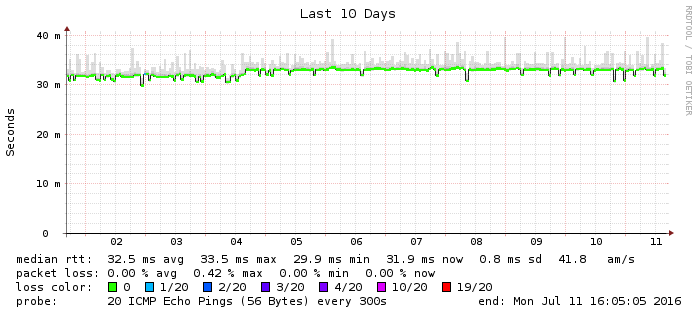 Last 10 Days
RRDTOOL / TOBI OETIKER
Seconds
40 m
30 m
20 m
10 m
0
02 03 04 05 06 07 08 09 10 11
median rtt: 32.5 ms avg 33.5 ms max 29.9 ms min 31.9 ms now 0.8 ms sd 41.8 am/s
packet loss: 0.00 % avg 0.42 % max 0.00 % min 0.00 % now
loss color: 0 1/20 2/20 3/20 4/20 10/20 19/20
probe: 20 ICMP Echo Pings (56 Bytes) every 300s end: Mon Jul 11 16:05:05 2016